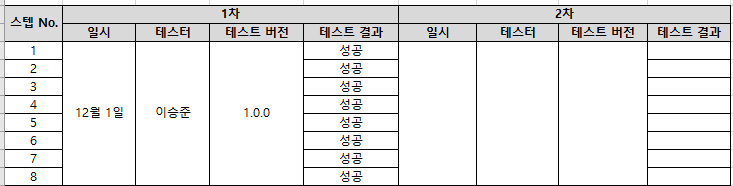 스텝 No. 1차 2차
일시 테스터 테스트 버전 테스트 결과 일시 테스터 테스트 버전 테스트 결과
1 성공
2 성공
3 성공
4 성공
12월 1일 이승준 1.0.0
5 성공
6 성공
7 성공
8 성공